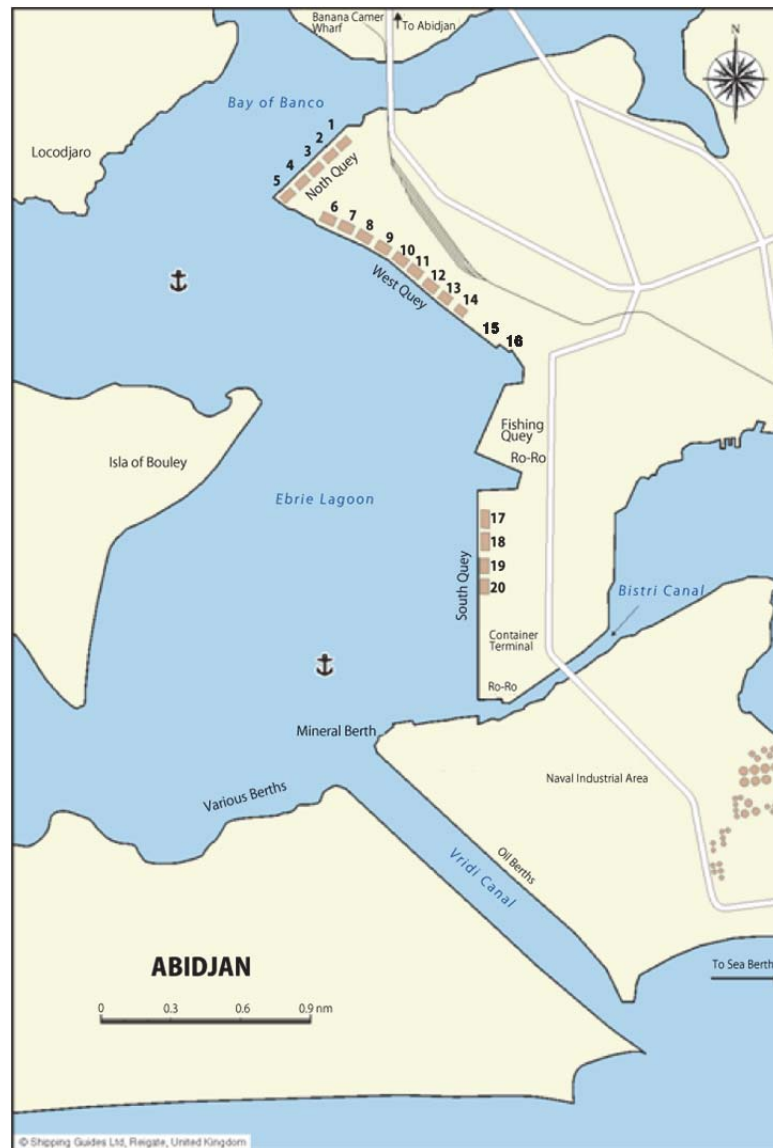 Banana Carner
Wharf
To Abidjan
N
Bay of Banco
Locodjaro
1
2
3
4
5
Noth Quey
6
7
8
9
10
11
12
13
14
West Quey
15
16
Fishing
Quey
Ro-Ro
Isla of Bouley
Ebrie Lagoon
17
18
19
20
South Quey
Bistri Canal
Container
Terminal
Ro-Ro
Mineral Berth
Naval Industrial Area
Various Berths
Oil Berths
Vridi Canal
ABIDJAN
To Sea Berth
0 0.3 0.6 0.9 nm
© Shipping Guides Ltd, Reigate, United Kingdom